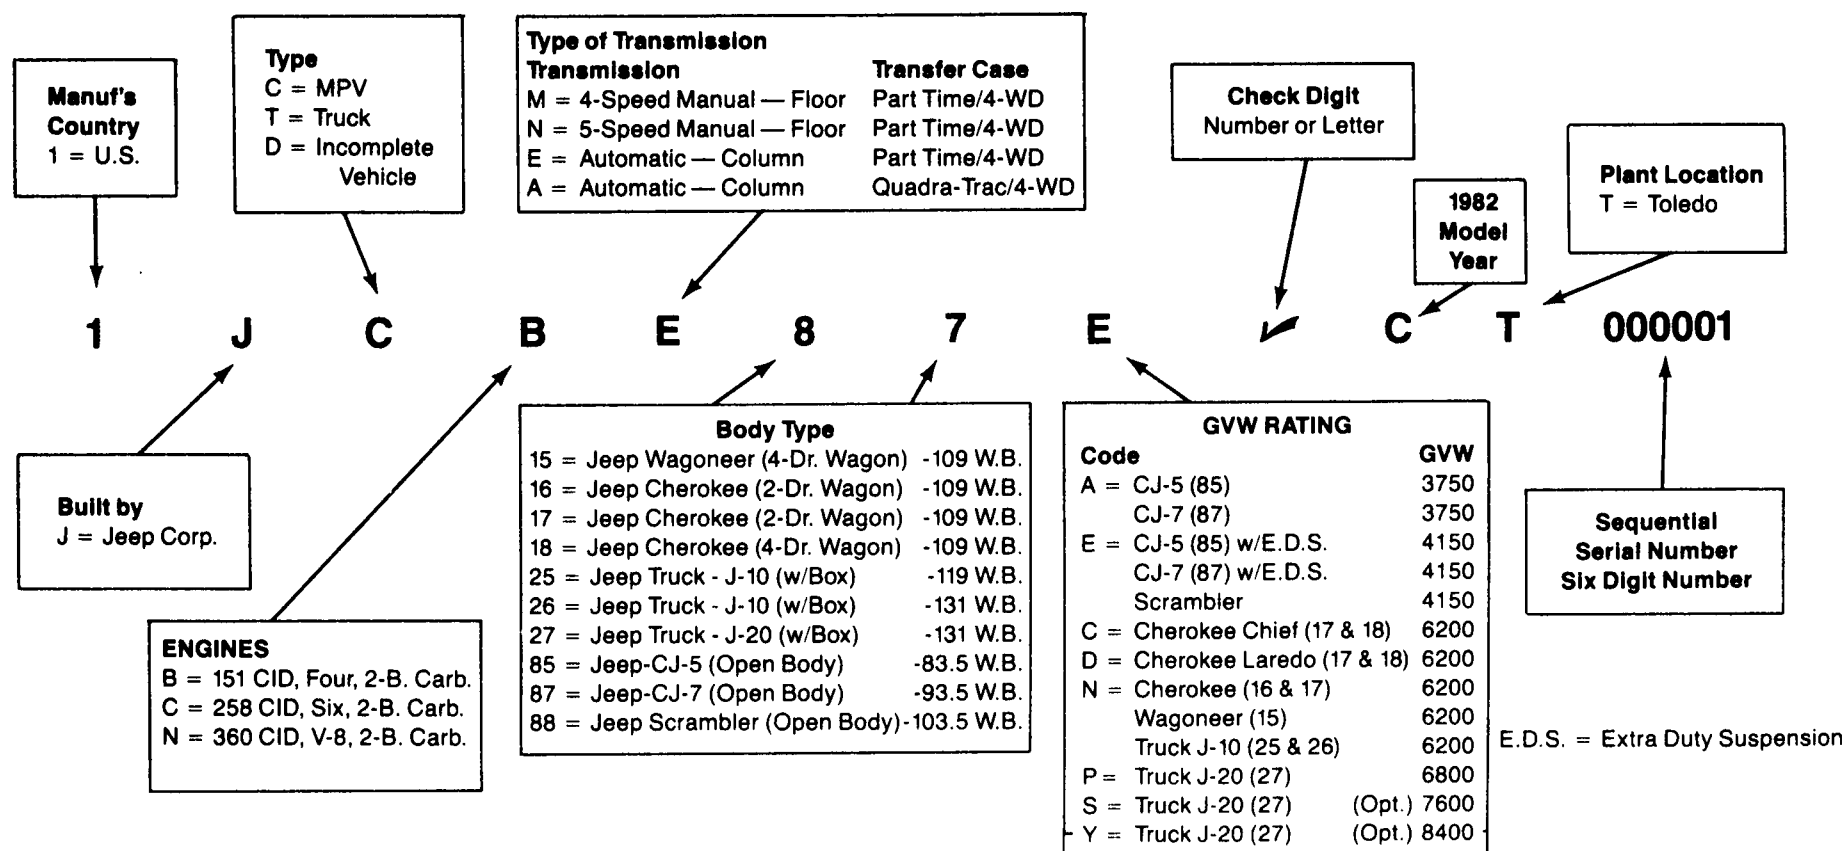 Manuf's
Country
1 = U.S.
Type
C = MPV
T = Truck
D = Incomplete
Vehicle
Type of Transmission
Transmission Transfer Case
M = 4-Speed Manual — Floor Part Time/4-WD
N = 5-Speed Manual — Floor Part Time/4-WD
E = Automatic — Column Part Time/4-WD
A = Automatic — Column Quadra-Trac/4-WD
Check Digit
Number or Letter
1982
Model
Year
Plant Location
T = Toledo
1 J C B E 8 7 E ✓ C T 000001
Built by
J = Jeep Corp.
ENGINES
B = 151 CID, Four, 2-B. Carb.
C = 258 CID, Six, 2-B. Carb.
N = 360 CID, V-8, 2-B. Carb.
Body Type
15 = Jeep Wagoneer (4-Dr. Wagon) -109 W.B.
16 = Jeep Cherokee (2-Dr. Wagon) -109 W.B.
17 = Jeep Cherokee (2-Dr. Wagon) -109 W.B.
18 = Jeep Cherokee (4-Dr. Wagon) -109 W.B.
25 = Jeep Truck - J-10 (w/Box) -119 W.B.
26 = Jeep Truck - J-10 (w/Box) -131 W.B.
27 = Jeep Truck - J-20 (w/Box) -131 W.B.
85 = Jeep-CJ-5 (Open Body) -83.5 W.B.
87 = Jeep-CJ-7 (Open Body) -93.5 W.B.
88 = Jeep Scrambler (Open Body) -103.5 W.B.
GVW RATING
Code GVW
A = CJ-5 (85) 3750
CJ-7 (87) 3750
E = CJ-5 (85) w/E.D.S. 4150
CJ-7 (87) w/E.D.S. 4150
Scrambler 4150
C = Cherokee Chief (17 & 18) 6200
D = Cherokee Laredo (17 & 18) 6200
N = Cherokee (16 & 17) 6200
Wagoneer (15) 6200
Truck J-10 (25 & 26) 6200
P = Truck J-20 (27) 6800
S = Truck J-20 (27) (Opt.) 7600
Y = Truck J-20 (27) (Opt.) 8400
Sequential
Serial Number
Six Digit Number
E.D.S. = Extra Duty Suspension